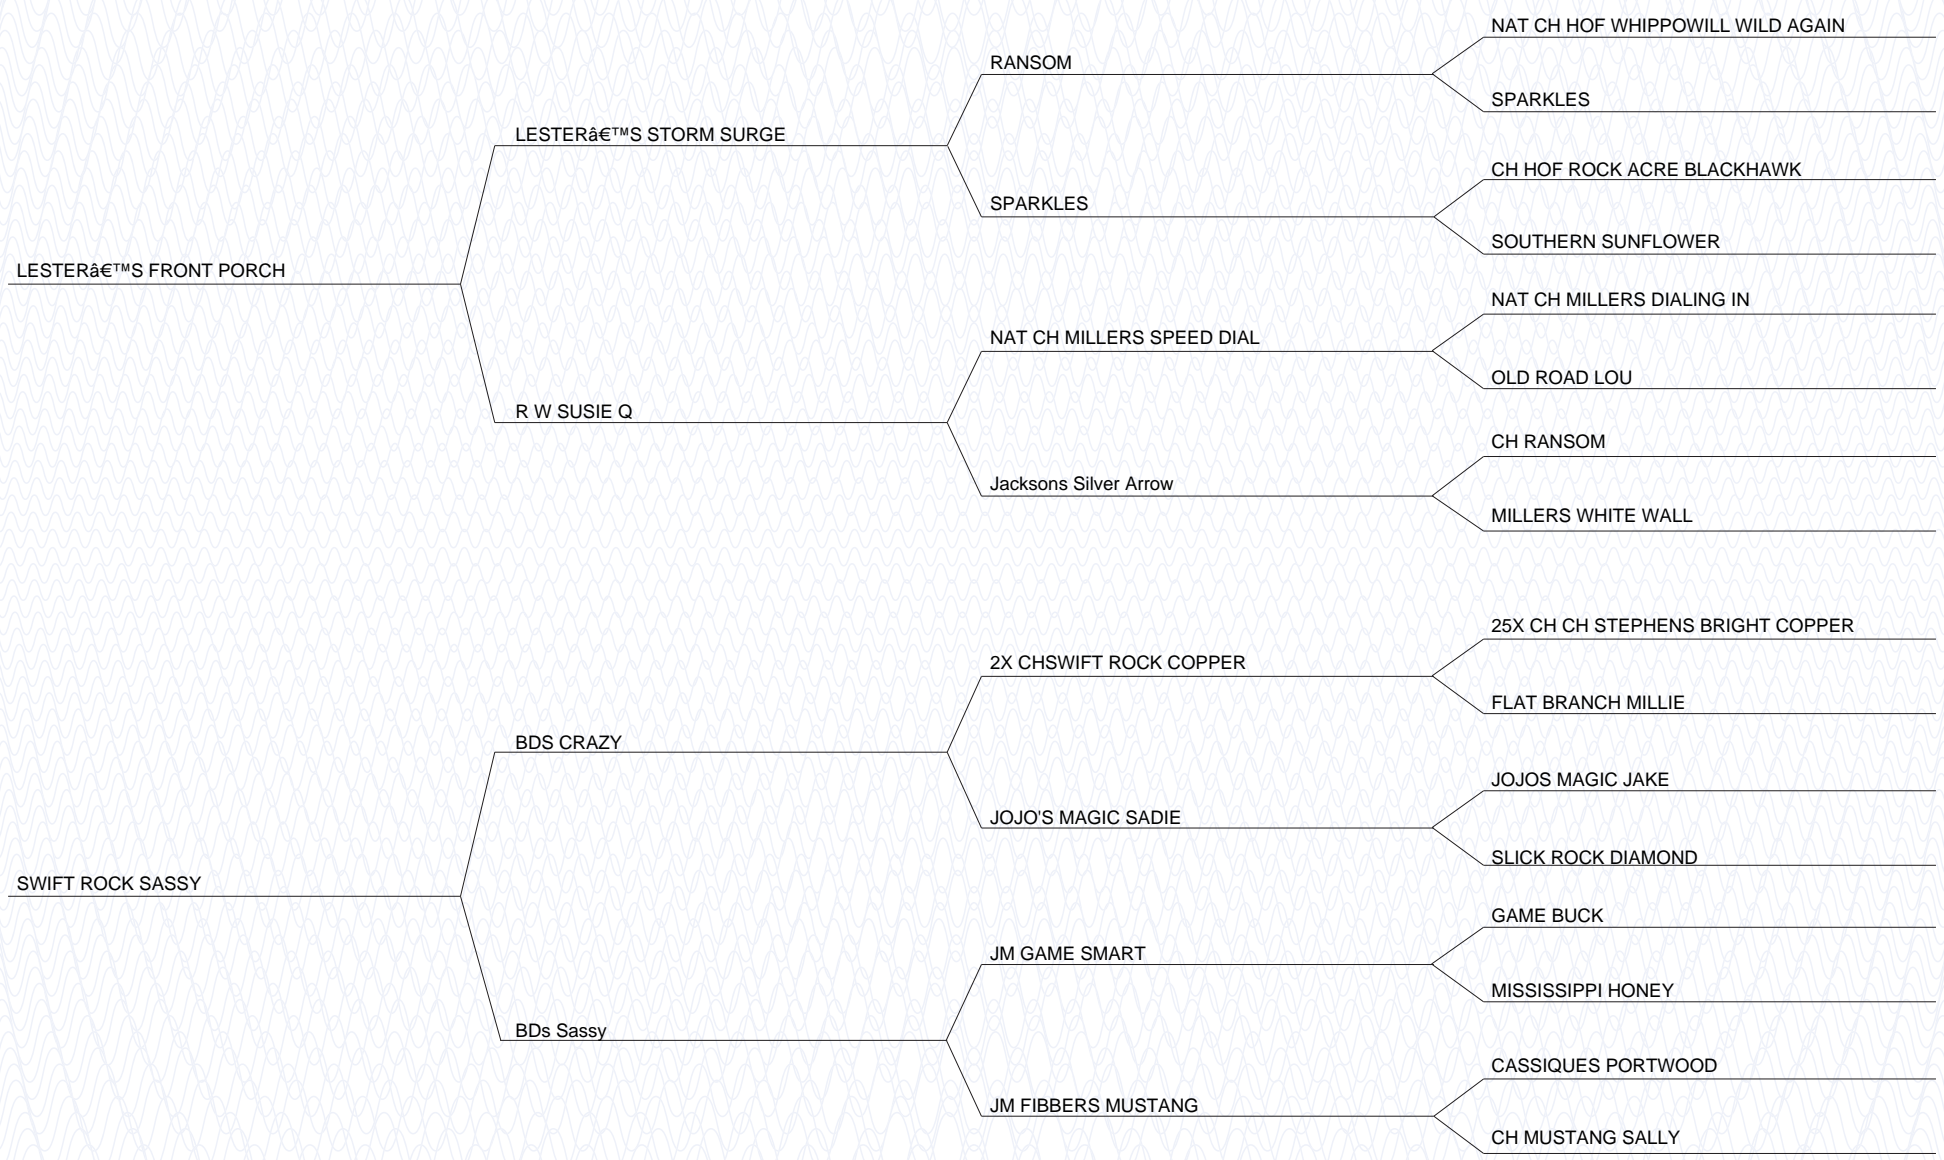 NAT CH HOF WHIPPOWILL WILD AGAIN
RANSOM
SPARKLES
LESTER’S STORM SURGE
CH HOF ROCK ACRE BLACKHAWK
SPARKLES
SOUTHERN SUNFLOWER
LESTER’S FRONT PORCH
NAT CH MILLERS DIALING IN
NAT CH MILLERS SPEED DIAL
OLD ROAD LOU
R W SUSIE Q
CH RANSOM
Jacksons Silver Arrow
MILLERS WHITE WALL
25X CH CH STEPHENS BRIGHT COPPER
2X CHSWIFT ROCK COPPER
FLAT BRANCH MILLIE
BDS CRAZY
JOJOS MAGIC JAKE
JOJO'S MAGIC SADIE
SLICK ROCK DIAMOND
SWIFT ROCK SASSY
GAME BUCK
JM GAME SMART
MISSISSIPPI HONEY
BDs Sassy
CASSIQUES PORTWOOD
JM FIBBERS MUSTANG
CH MUSTANG SALLY